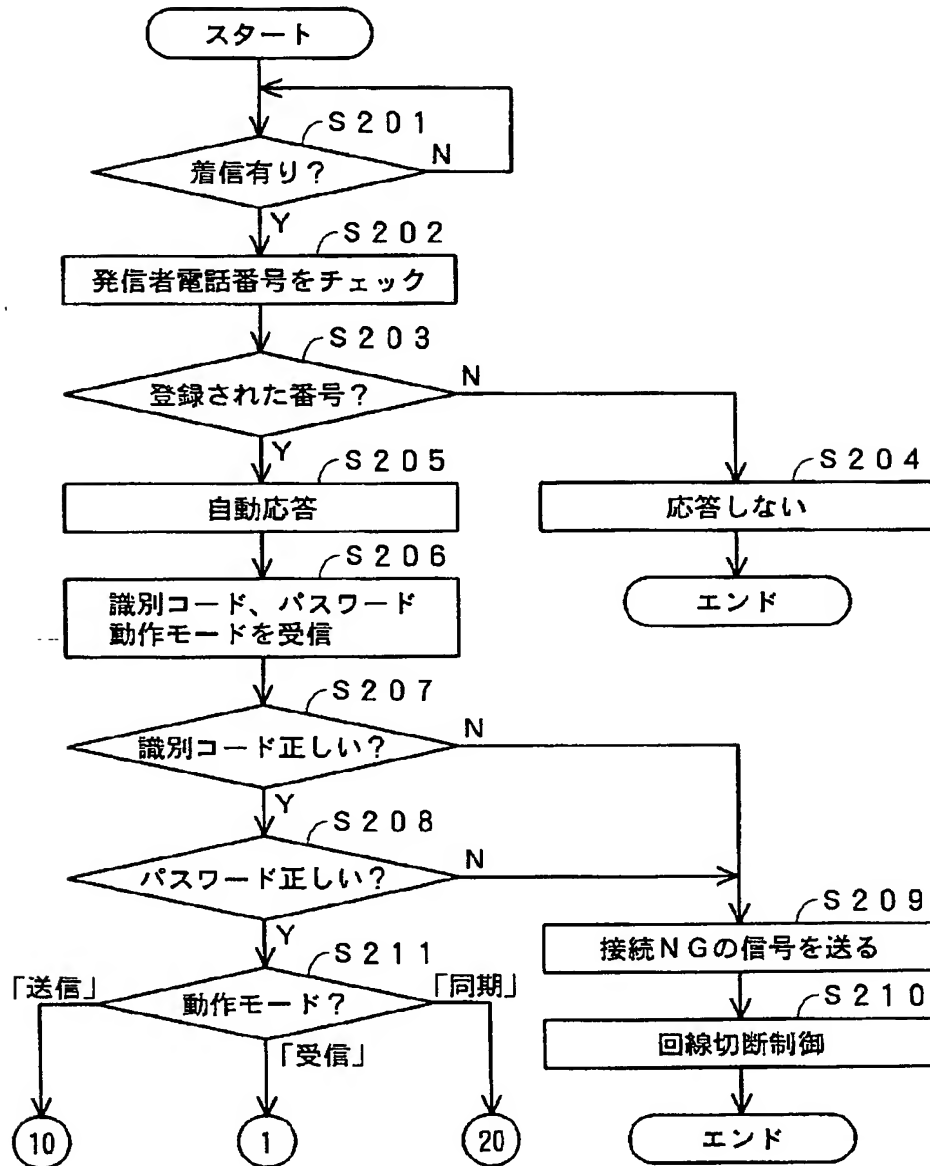 スタート
S201
着信有り？
N
Y
S202
発信者電話番号をチェック
S203
登録された番号？
N
Y
S205
自動応答
S204
応答しない
エンド
S206
識別コード、パスワード
動作モードを受信
S207
識別コード正しい？
N
Y
S208
パスワード正しい？
N
Y
S209
接続NGの信号を送る
S210
回線切断制御
エンド
S211
動作モード？
「送信」
「受信」
「同期」
10
1
20